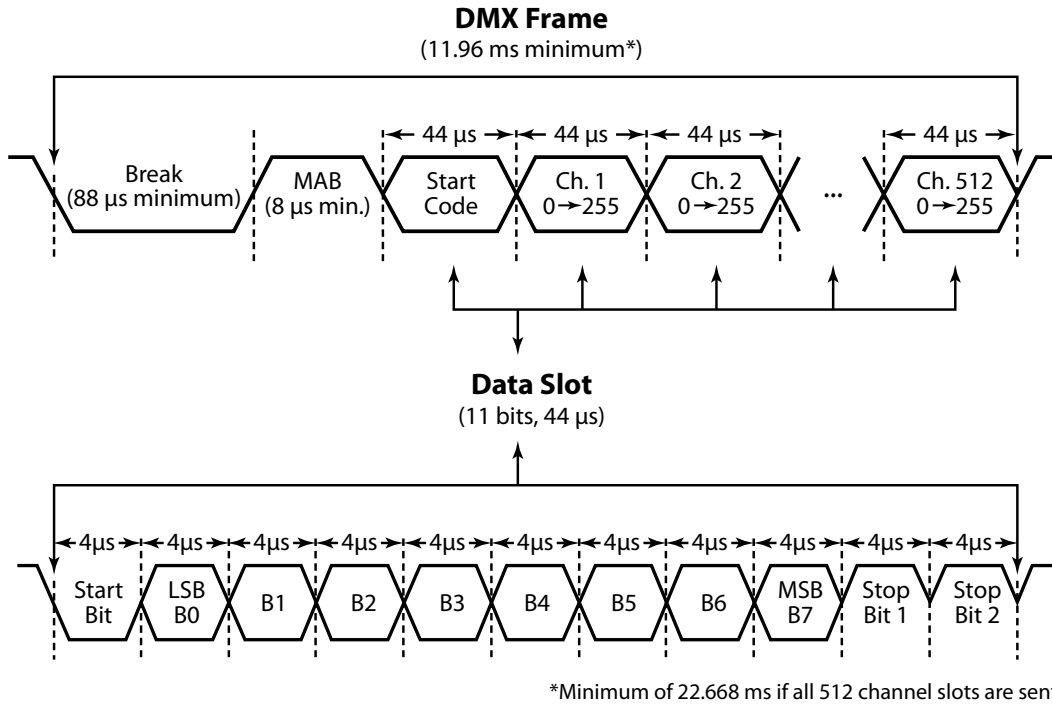 DMX Frame
(11.96 ms minimum*)
44 µs 44 µs 44 µs 44 µs
Break
(88 µs minimum)
MAB
(8 µs min.)
Start
Code
Ch. 1
0→255
Ch. 2
0→255
...
Ch. 512
0→255
Data Slot
(11 bits, 44 µs)
4µs 4µs 4µs 4µs 4µs 4µs 4µs 4µs 4µs 4µs 4µs
Start
Bit
LSB
B0
B1
B2
B3
B4
B5
B6
MSB
B7
Stop
Bit 1
Stop
Bit 2
*Minimum of 22.668 ms if all 512 channel slots are sent